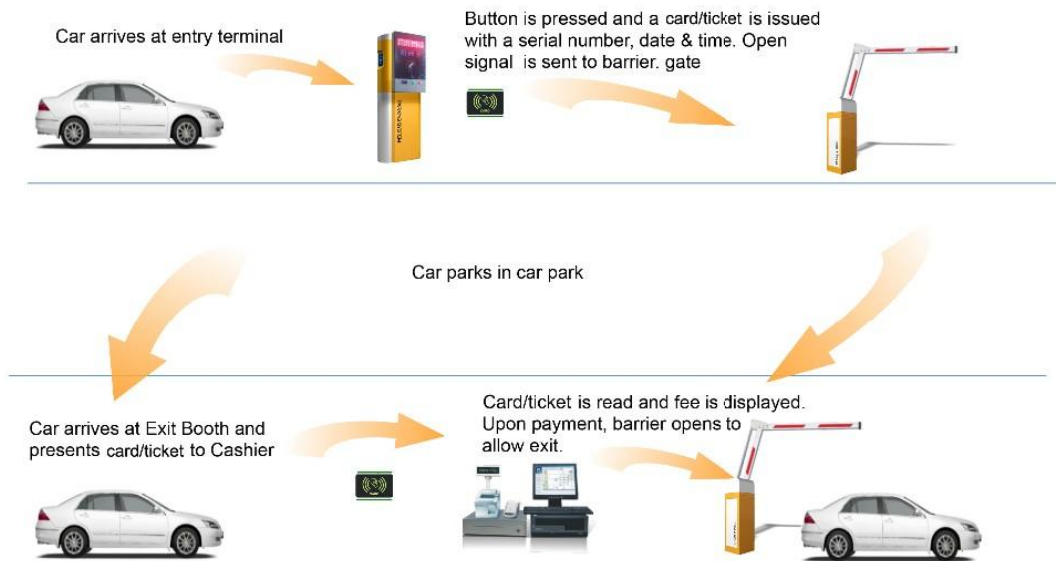 Car arrives at entry terminal
Button is pressed and a card/ticket is issued
with a serial number, date & time. Open
signal is sent to barrier. gate
Car parks in car park
Car arrives at Exit Booth and
presents card/ticket to Cashier
Card/ticket is read and fee is displayed.
Upon payment, barrier opens to
allow exit.